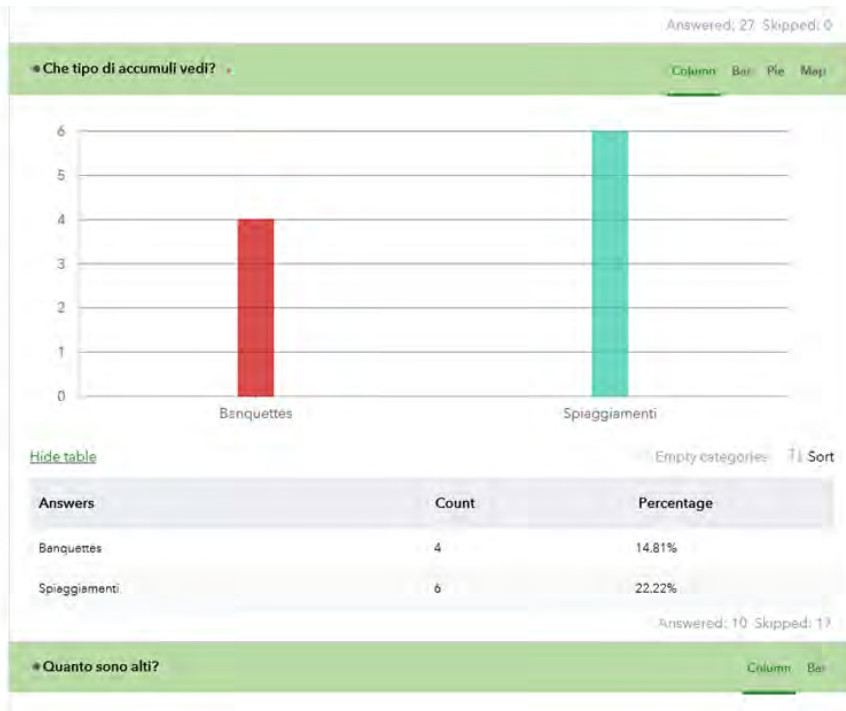 Answered: 27 Skipped: 0
Che tipo di accumuli vedi?
Column Bar Pie Map
6
5
4
3
2
1
0
Banquettes Spiaggiamenti
Hide table
Empty categories Sort
Answers Count Percentage
Banquettes 4 14.81%
Spiaggiamenti 6 22.22%
Answered: 10 Skipped: 17
Quanto sono alti?
Column Bar